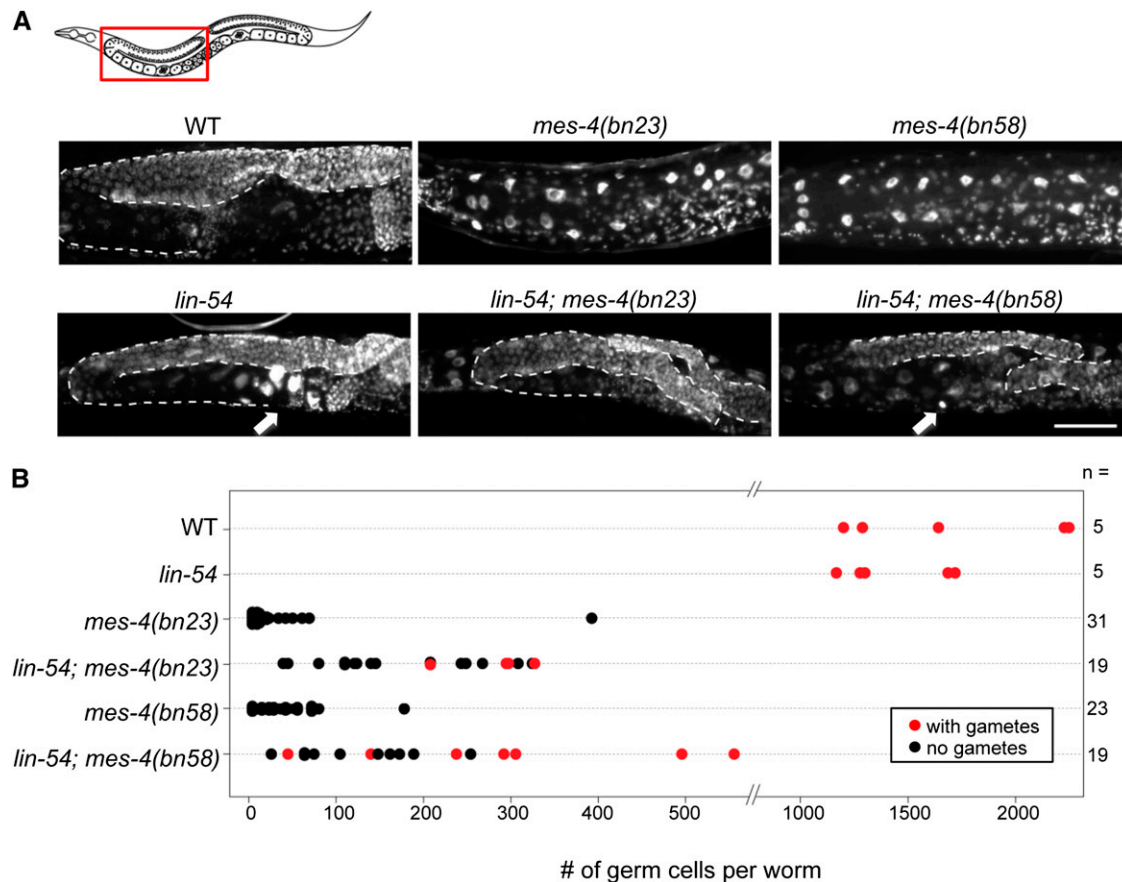 A
WT
mes-4(bn23)
mes-4(bn58)
lin-54
lin-54; mes-4(bn23)
lin-54; mes-4(bn58)
B
n =
WT
5
lin-54
5
mes-4(bn23)
31
lin-54; mes-4(bn23)
19
mes-4(bn58)
23
lin-54; mes-4(bn58)
19
with gametes
no gametes
0 100 200 300 400 500 1000 1500 2000
# of germ cells per worm